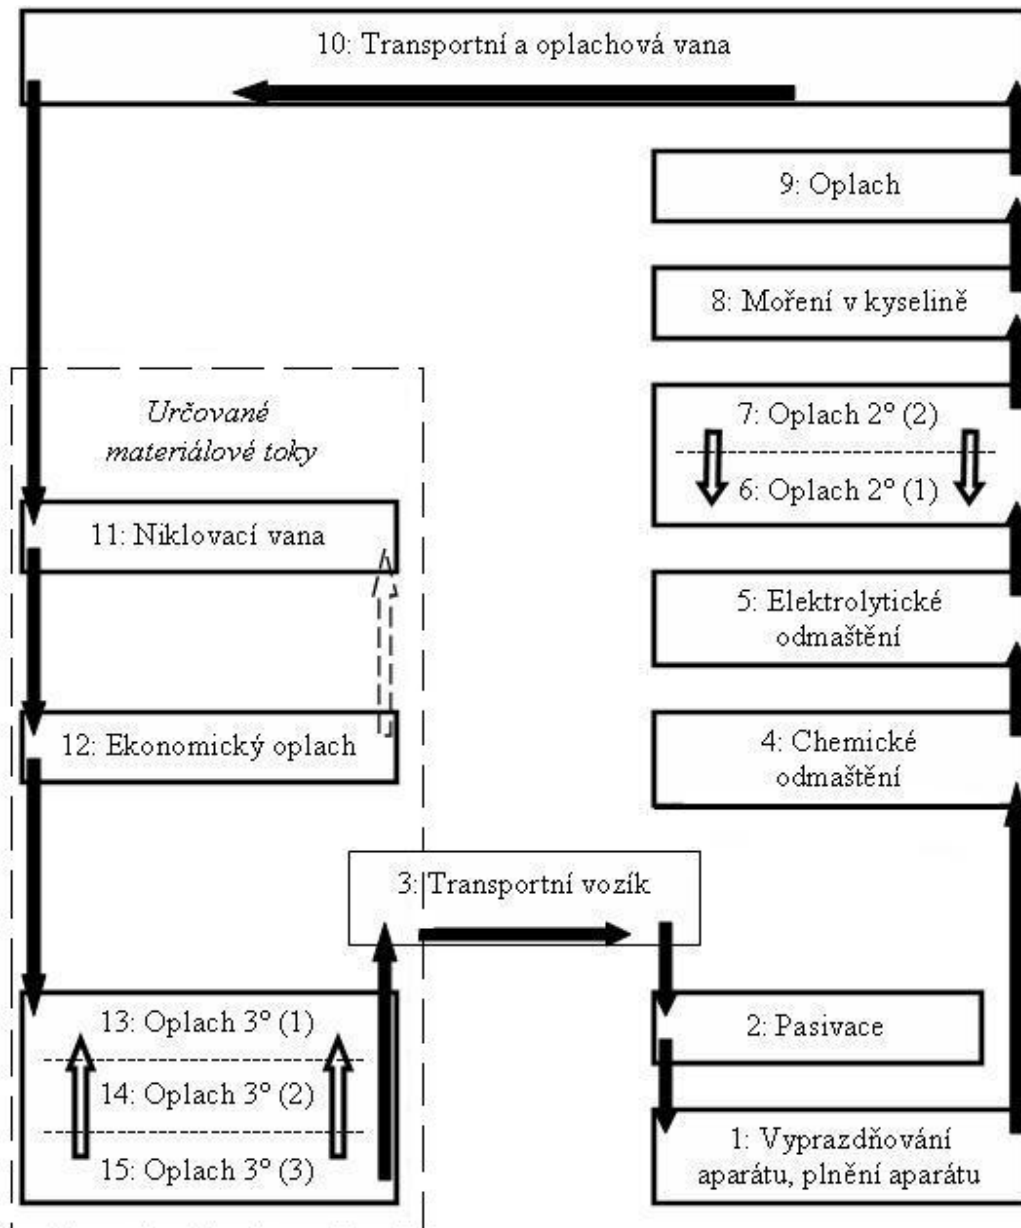 10: Transportní a oplachová vana
9: Oplach
8: Moření v kyselině
7: Oplach 2° (2)
6: Oplach 2° (1)
5: Elektrolytické
odmaštění
4: Chemické
odmaštění
Určované
materiálové toky
11: Niklovací vana
12: Ekonomický oplach
3: Transportní vozík
13: Oplach 3° (1)
14: Oplach 3° (2)
15: Oplach 3° (3)
2: Pasivace
1: Vyprazdňování
aparátu, plnění aparátu